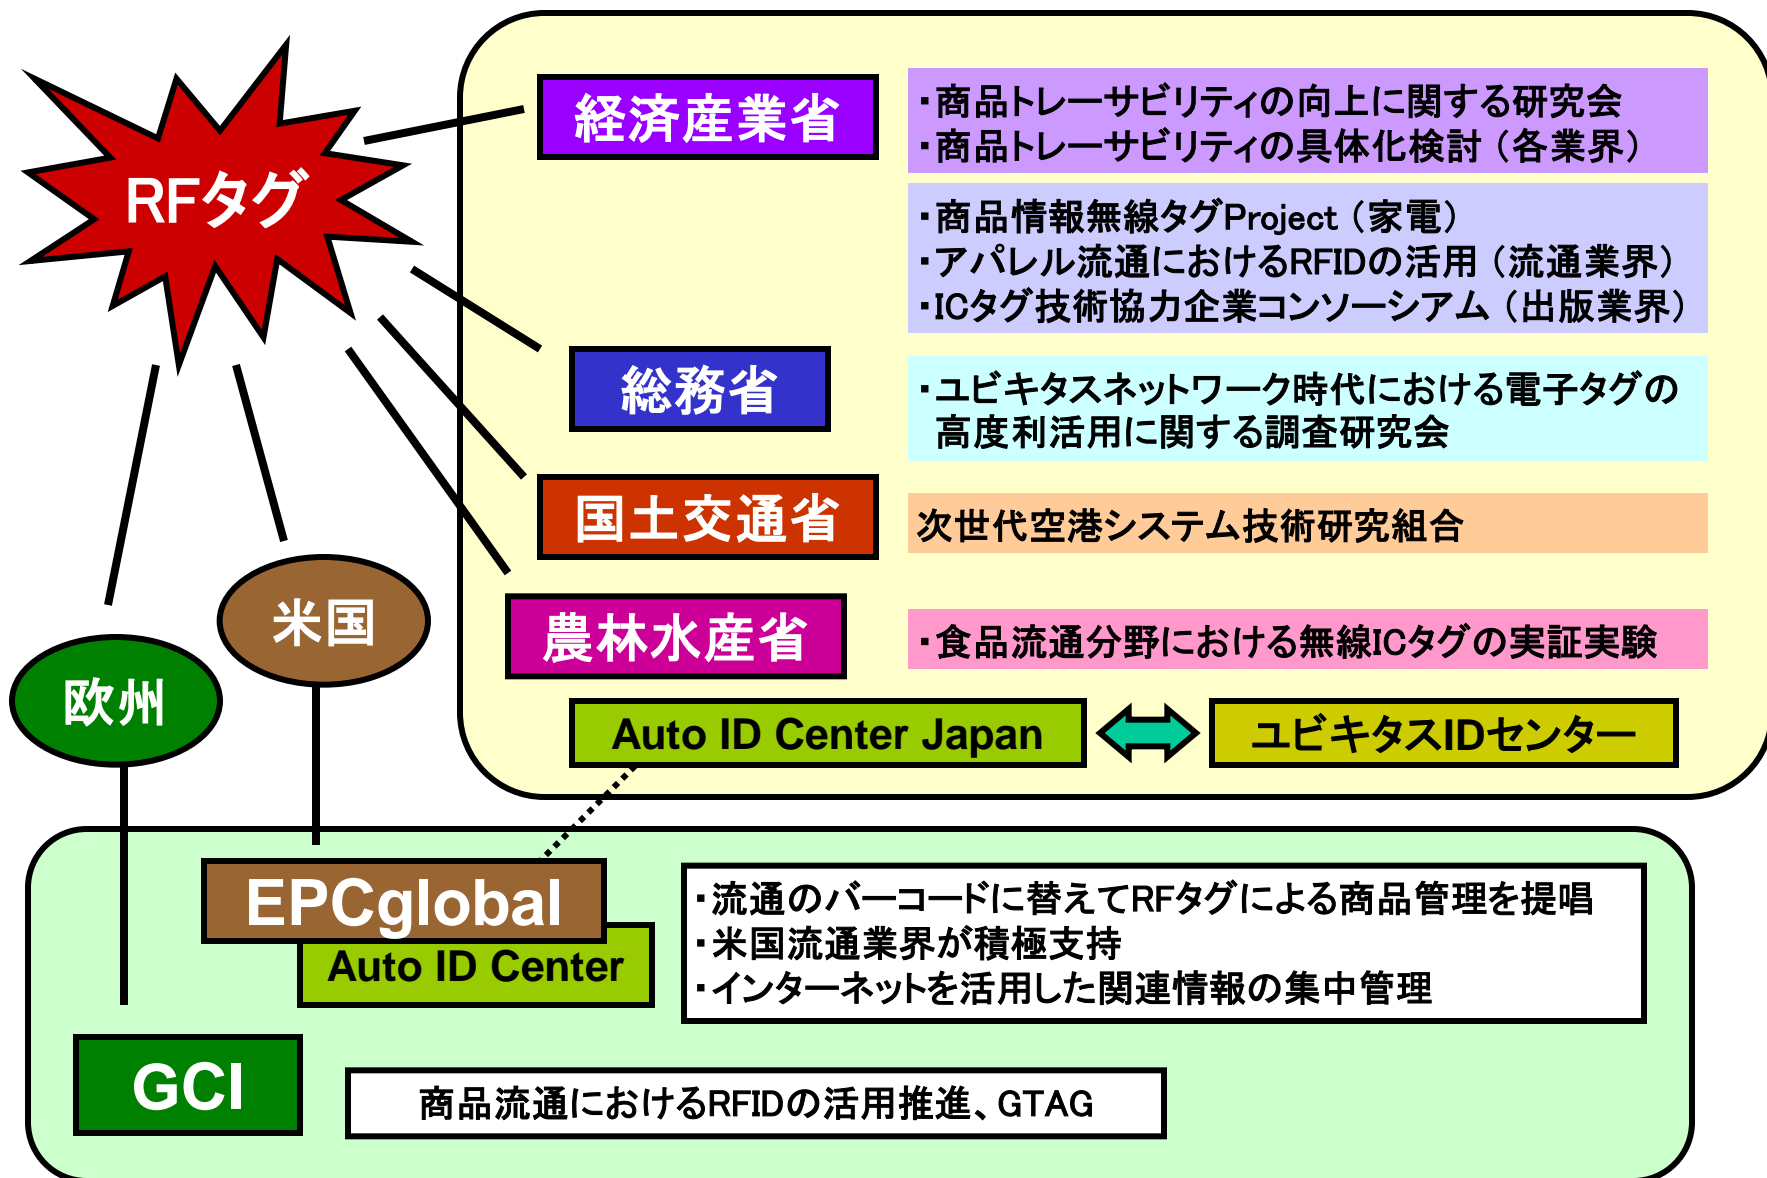 RFタグ
経済産業省
・商品トレーサビリティの向上に関する研究会
・商品トレーサビリティの具体化検討（各業界）
・商品情報無線タグProject（家電）
・アパレル流通におけるRFIDの活用（流通業界）
・ICタグ技術協力企業コンソーシアム（出版業界）
総務省
・ユビキタスネットワーク時代における電子タグの
高度利活用に関する調査研究会
国土交通省
次世代空港システム技術研究組合
農林水産省
・食品流通分野における無線ICタグの実証実験
米国
欧州
Auto ID Center Japan
ユビキタスIDセンター
EPCglobal
Auto ID Center
・流通のバーコードに替えてRFタグによる商品管理を提唱
・米国流通業界が積極支持
・インターネットを活用した関連情報の集中管理
GCI
商品流通におけるRFIDの活用推進、GTAG